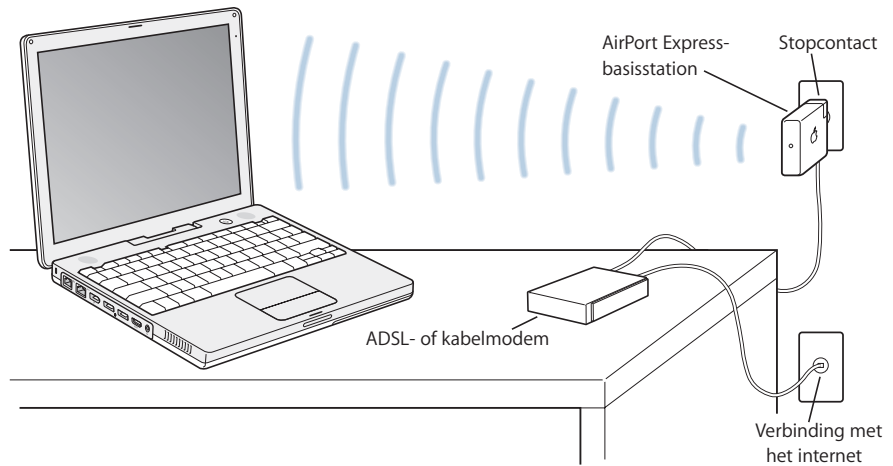 AirPort Express-
basisstation
Stopcontact
ADSL- of kabelmodem
Verbinding met
het internet